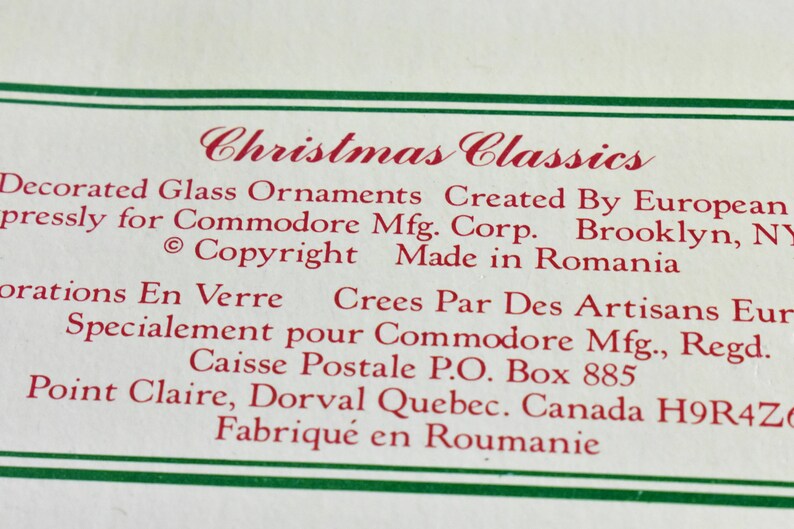 Christmas Classics
Decorated Glass Ornaments Created By European
pressly for Commodore Mfg. Corp. Brooklyn, NY
© Copyright Made in Romania
orations En Verre Crees Par Des Artisans Eur
Specialement pour Commodore Mfg., Regd.
Caisse Postale P.O. Box 885
Point Claire, Dorval Quebec. Canada H9R4Z6
Fabriqué en Roumanie